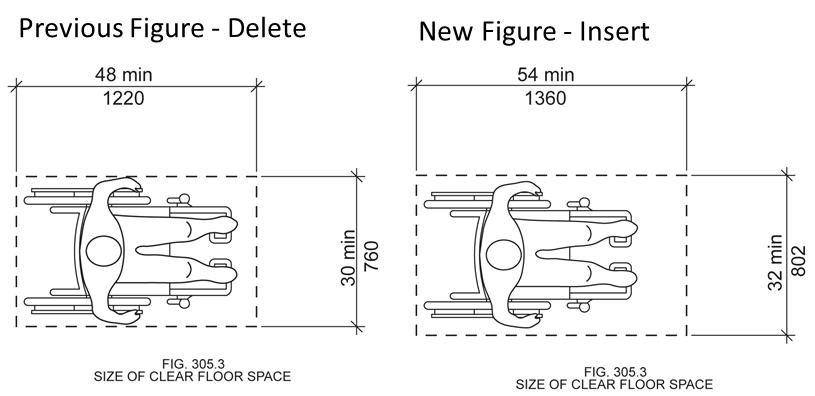 Previous Figure - Delete
48 min
1220
30 min
760
FIG. 305.3
SIZE OF CLEAR FLOOR SPACE
New Figure - Insert
54 min
1360
32 min
802
FIG. 305.3
SIZE OF CLEAR FLOOR SPACE